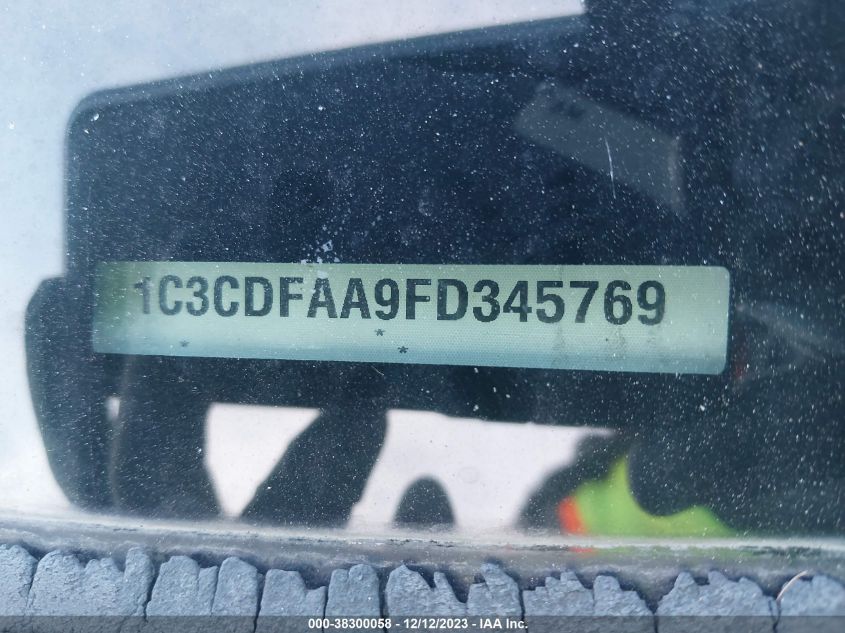 1C3CDFAA9FD345769
* * *
000-38300058 - 12/12/2023 - IAA Inc.